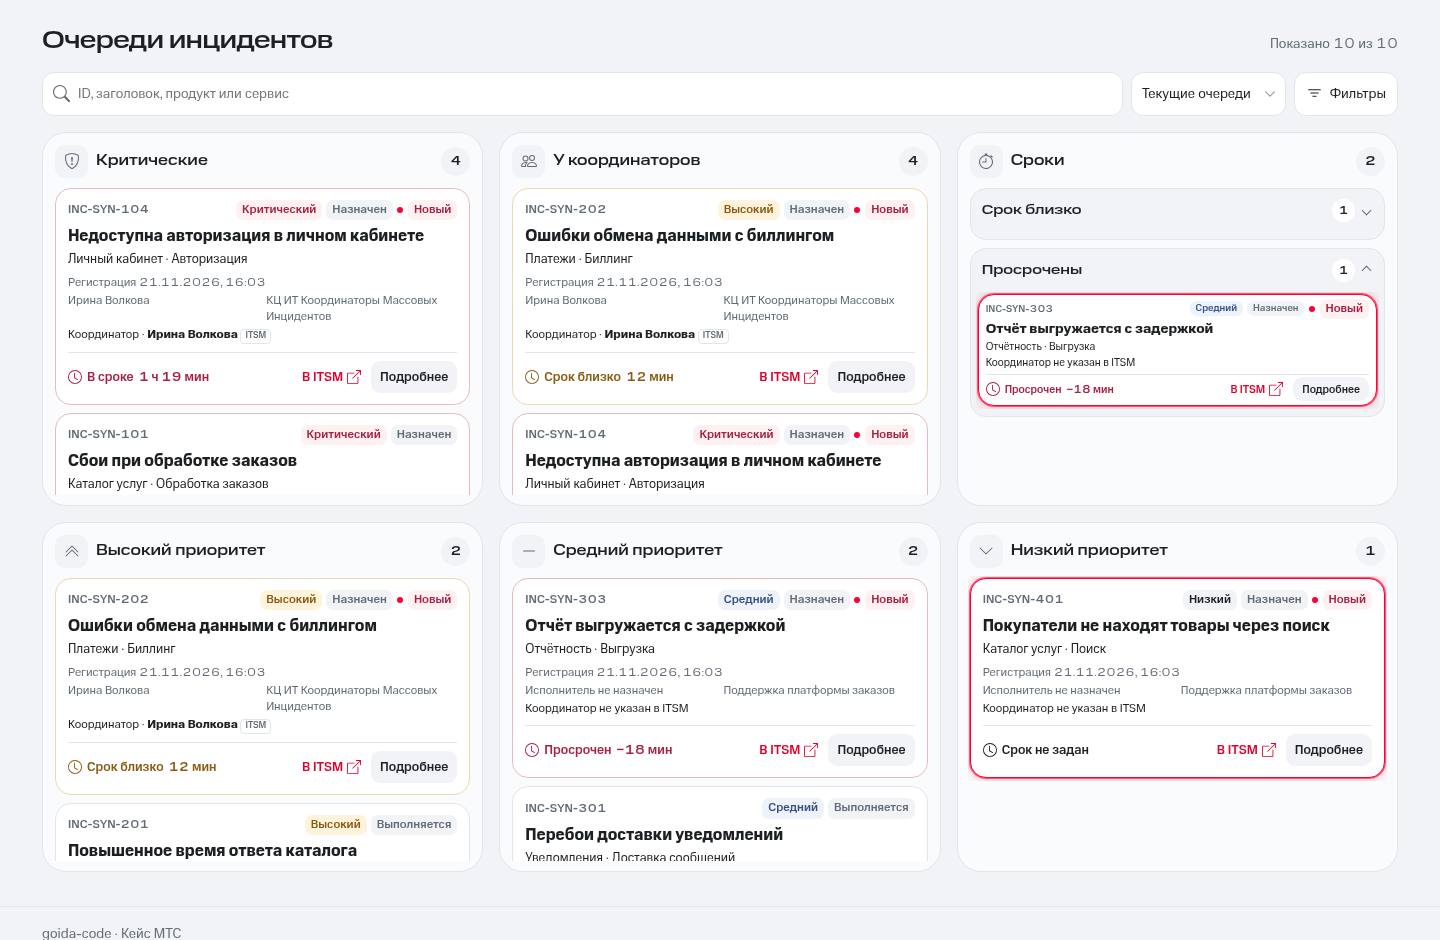 Очереди инцидентов
Показано 10 из 10
ID, заголовок, продукт или сервис
Текущие очереди
Фильтры
Критические 4
INC-SYN-104 Критический Назначен Новый
Недоступна авторизация в личном кабинете
Личный кабинет · Авторизация
Регистрация 21.11.2026, 16:03
Ирина Волкова КЦ ИТ Координаторы Массовых
Инцидентов
Координатор · Ирина Волкова ITSM
В сроке 1 ч 19 мин В ITSM Подробнее
INC-SYN-101 Критический Назначен
Сбои при обработке заказов
Каталог услуг · Обработка заказов
У координаторов 4
INC-SYN-202 Высокий Назначен Новый
Ошибки обмена данными с биллингом
Платежи · Биллинг
Регистрация 21.11.2026, 16:03
Ирина Волкова КЦ ИТ Координаторы Массовых
Инцидентов
Координатор · Ирина Волкова ITSM
Срок близко 12 мин В ITSM Подробнее
INC-SYN-104 Критический Назначен Новый
Недоступна авторизация в личном кабинете
Личный кабинет · Авторизация
Сроки 2
Срок близко 1
Просрочены 1
INC-SYN-303 Средний Назначен Новый
Отчёт выгружается с задержкой
Отчётность · Выгрузка
Координатор не указан в ITSM
Просрочен −18 мин В ITSM Подробнее
Высокий приоритет 2
INC-SYN-202 Высокий Назначен Новый
Ошибки обмена данными с биллингом
Платежи · Биллинг
Регистрация 21.11.2026, 16:03
Ирина Волкова КЦ ИТ Координаторы Массовых
Инцидентов
Координатор · Ирина Волкова ITSM
Срок близко 12 мин В ITSM Подробнее
INC-SYN-201 Высокий Выполняется
Повышенное время ответа каталога
Средний приоритет 2
INC-SYN-303 Средний Назначен Новый
Отчёт выгружается с задержкой
Отчётность · Выгрузка
Регистрация 21.11.2026, 16:03
Исполнитель не назначен Поддержка платформы заказов
Координатор не указан в ITSM
Просрочен −18 мин В ITSM Подробнее
INC-SYN-301 Средний Выполняется
Перебои доставки уведомлений
Уведомления · Доставка сообщений
Низкий приоритет 1
INC-SYN-401 Низкий Назначен Новый
Покупатели не находят товары через поиск
Каталог услуг · Поиск
Регистрация 21.11.2026, 16:03
Исполнитель не назначен Поддержка платформы заказов
Координатор не указан в ITSM
Срок не задан В ITSM Подробнее
goida-code · Кейс МТС